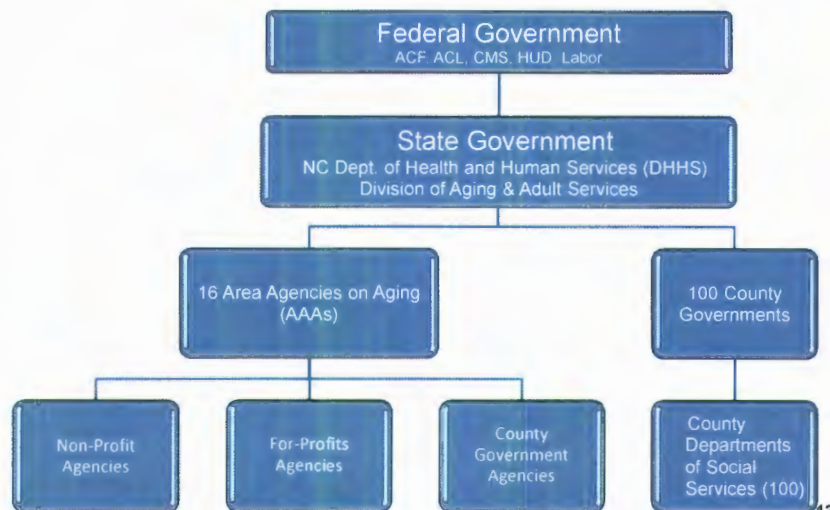 Federal Government
ACF, ACL, CMS, HUD Labor
State Government
NC Dept. of Health and Human Services (DHHS)
Division of Aging & Adult Services
16 Area Agencies on Aging
(AAAs)
100 County
Governments
Non-Profit
Agencies
For-Profits
Agencies
County
Government
Agencies
County
Departments
of Social
Services (100)